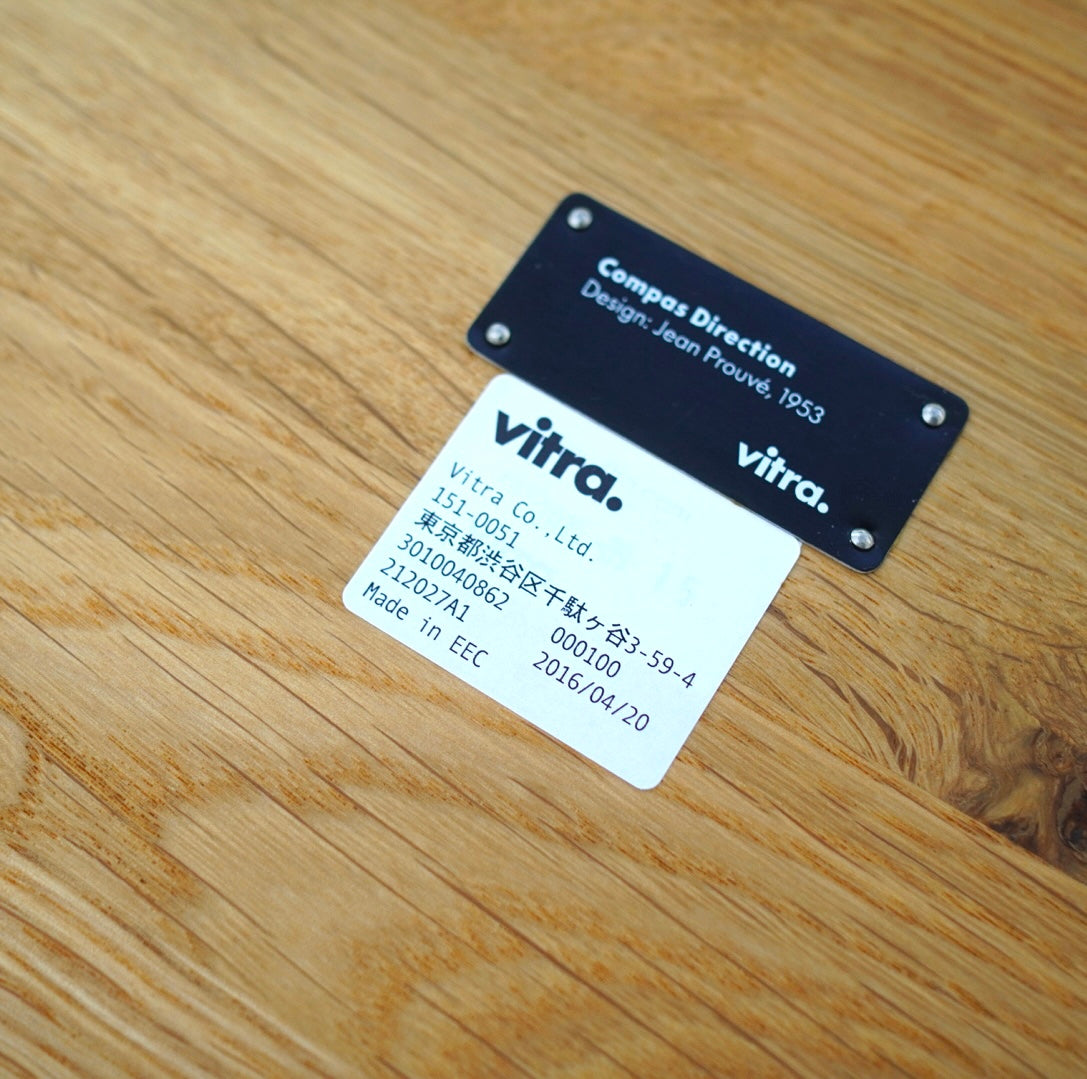 Compas Direction
Design: Jean Prouvé, 1953
vitra.
vitra.
Vitra Co.,Ltd.
151-0051
東京都渋谷区千駄ヶ谷3-59-4
3010040862 000100
212027A1 2016/04/20
Made in EEC